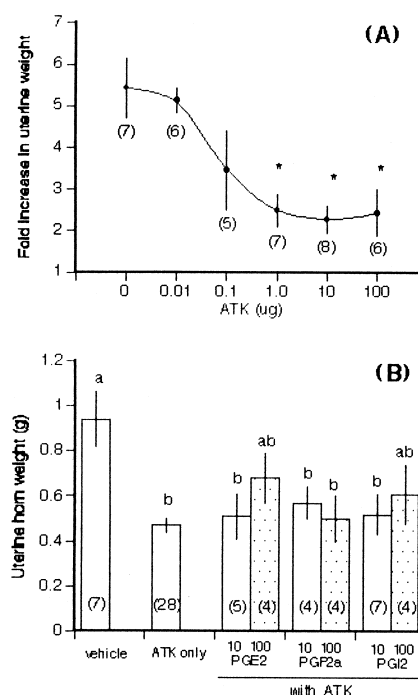 (A)
Fold increase in uterine weight
7
6
5
4
3
2
1
(7)
(6)
(5)
*
(7)
*
(8)
*
(6)
0 0.01 0.1 1.0 10 100
ATK (ug)
(B)
Uterine horn weight (g)
1.2
1
0.8
0.6
0.4
0.2
0
a
b
b
ab
b
b
b
ab
(7)
(28)
(5)
(4)
(4)
(4)
(7)
(4)
vehicle
ATK only
10 100
PGE2
10 100
PGF2a
10 100
PGI2
with ATK